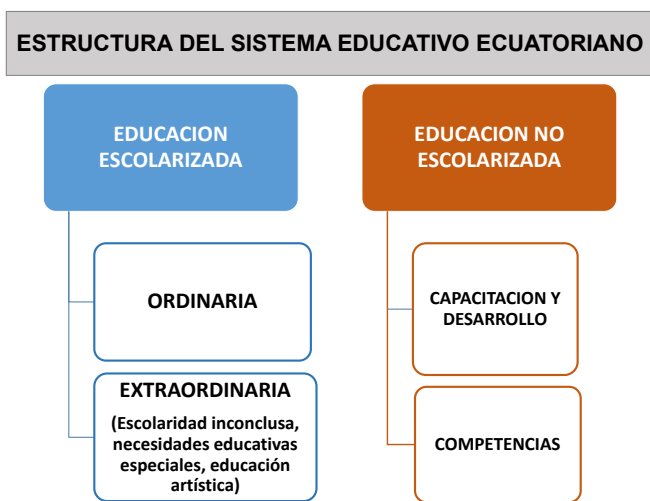 ESTRUCTURA DEL SISTEMA EDUCATIVO ECUATORIANO
EDUCACION
ESCOLARIZADA
ORDINARIA
EXTRAORDINARIA
(Escolaridad inconclusa,
necesidades educativas
especiales, educación
artística)
EDUCACION NO
ESCOLARIZADA
CAPACITACION Y
DESARROLLO
COMPETENCIAS